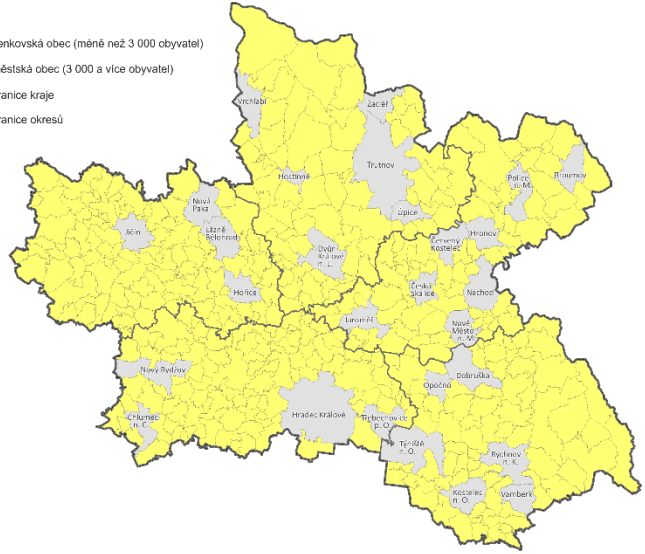 enkovská obec (méně než 3 000 obyvatel)
ěstská obec (3 000 a více obyvatel)
ranice kraje
ranice okresů
Vrchlabí
Žacléř
Trutnov
Hostinné
Úpice
Police
n. M.
Broumov
Nová
Paka
Lázně
Bělohrad
Jičín
Hořice
Dvůr
Králové
n. L.
Červený
Kostelec
Hronov
Česká
Skalice
Náchod
Jaroměř
Nové
Město
n. M.
Nový Bydžov
Chlumec
n. C.
Hradec Králové
Třebechovice
p. O.
Opočno
Dobruška
Týniště
n. O.
Rychnov
n. K.
Kostelec
n. O.
Vamberk